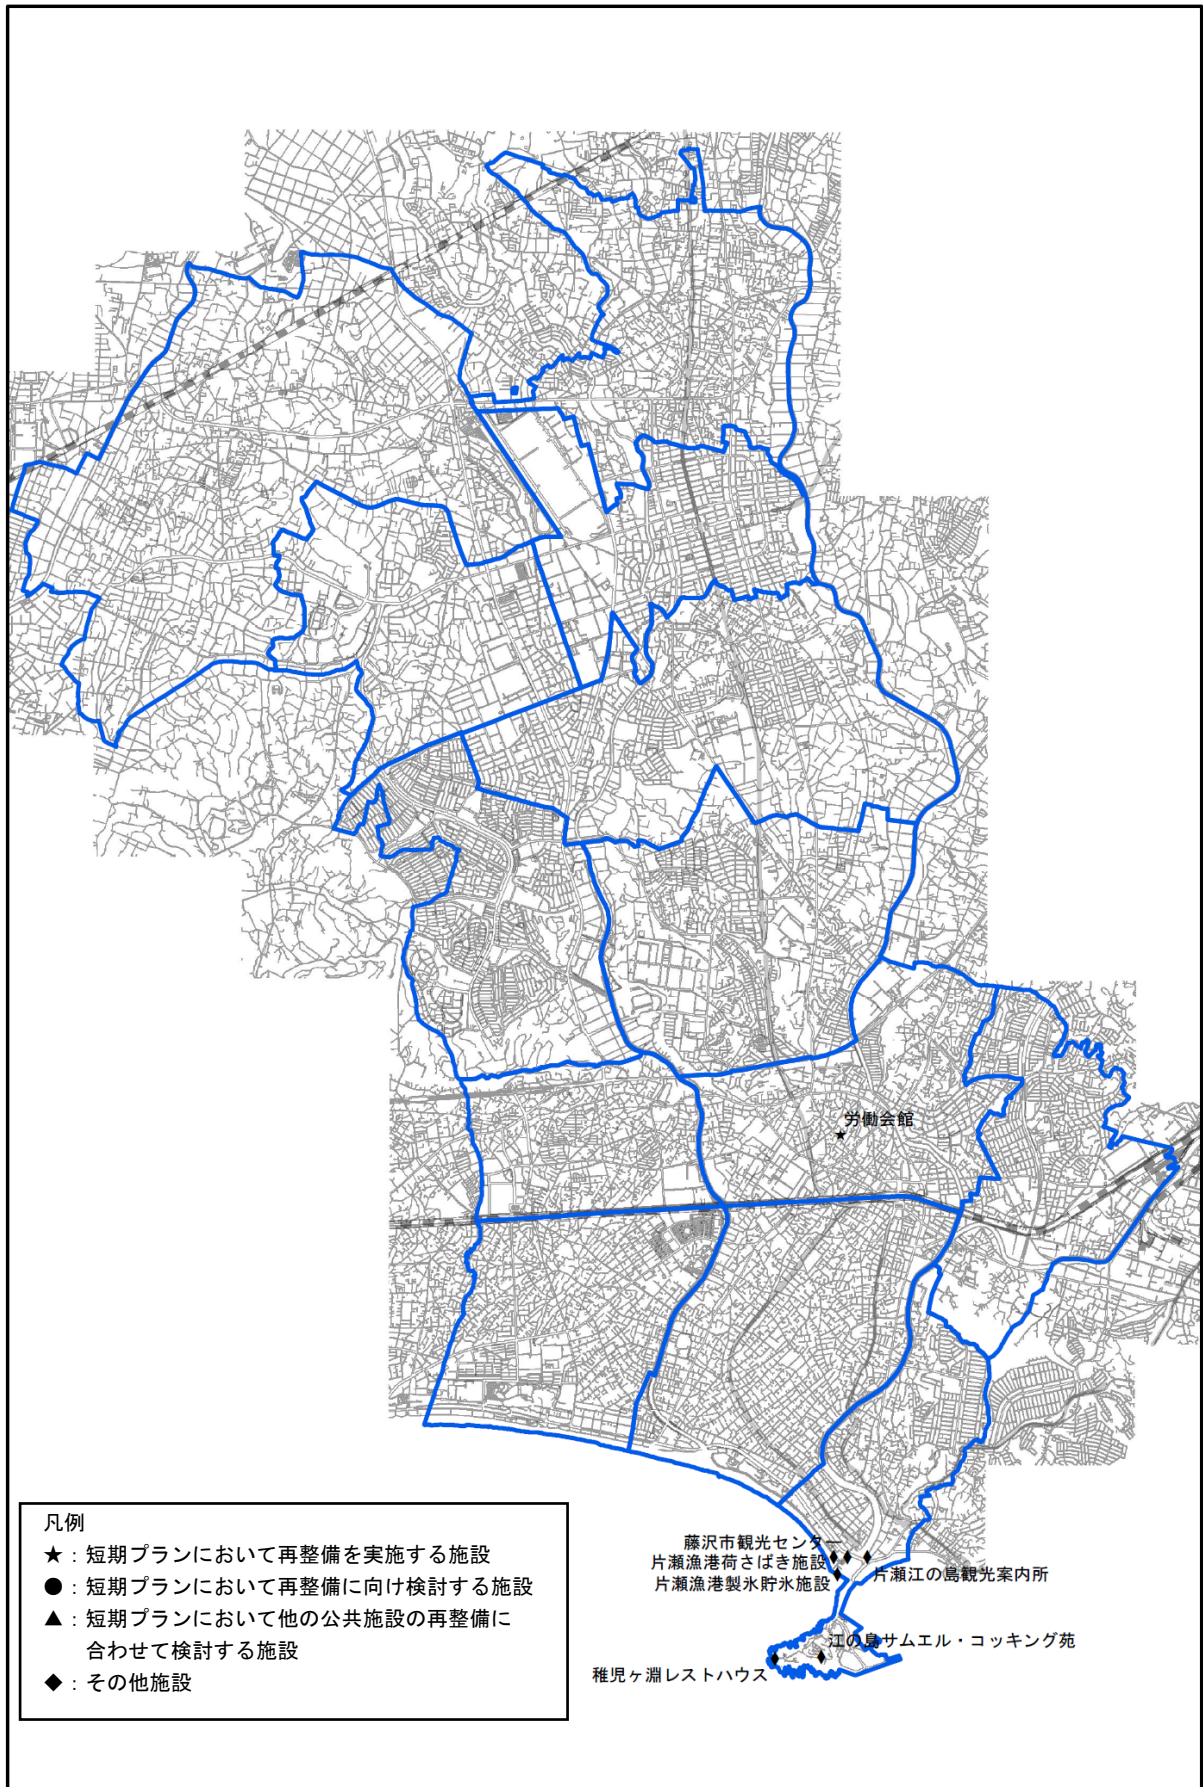 労働会館
藤沢市観光センター
片瀬漁港荷さばき施設
片瀬漁港製氷貯氷施設
片瀬江の島観光案内所
江の島サムエル・コッキング苑
稚児ヶ淵レストハウス
凡例
★：短期プランにおいて再整備を実施する施設
●：短期プランにおいて再整備に向け検討する施設
▲：短期プランにおいて他の公共施設の再整備に
合わせて検討する施設
◆：その他施設